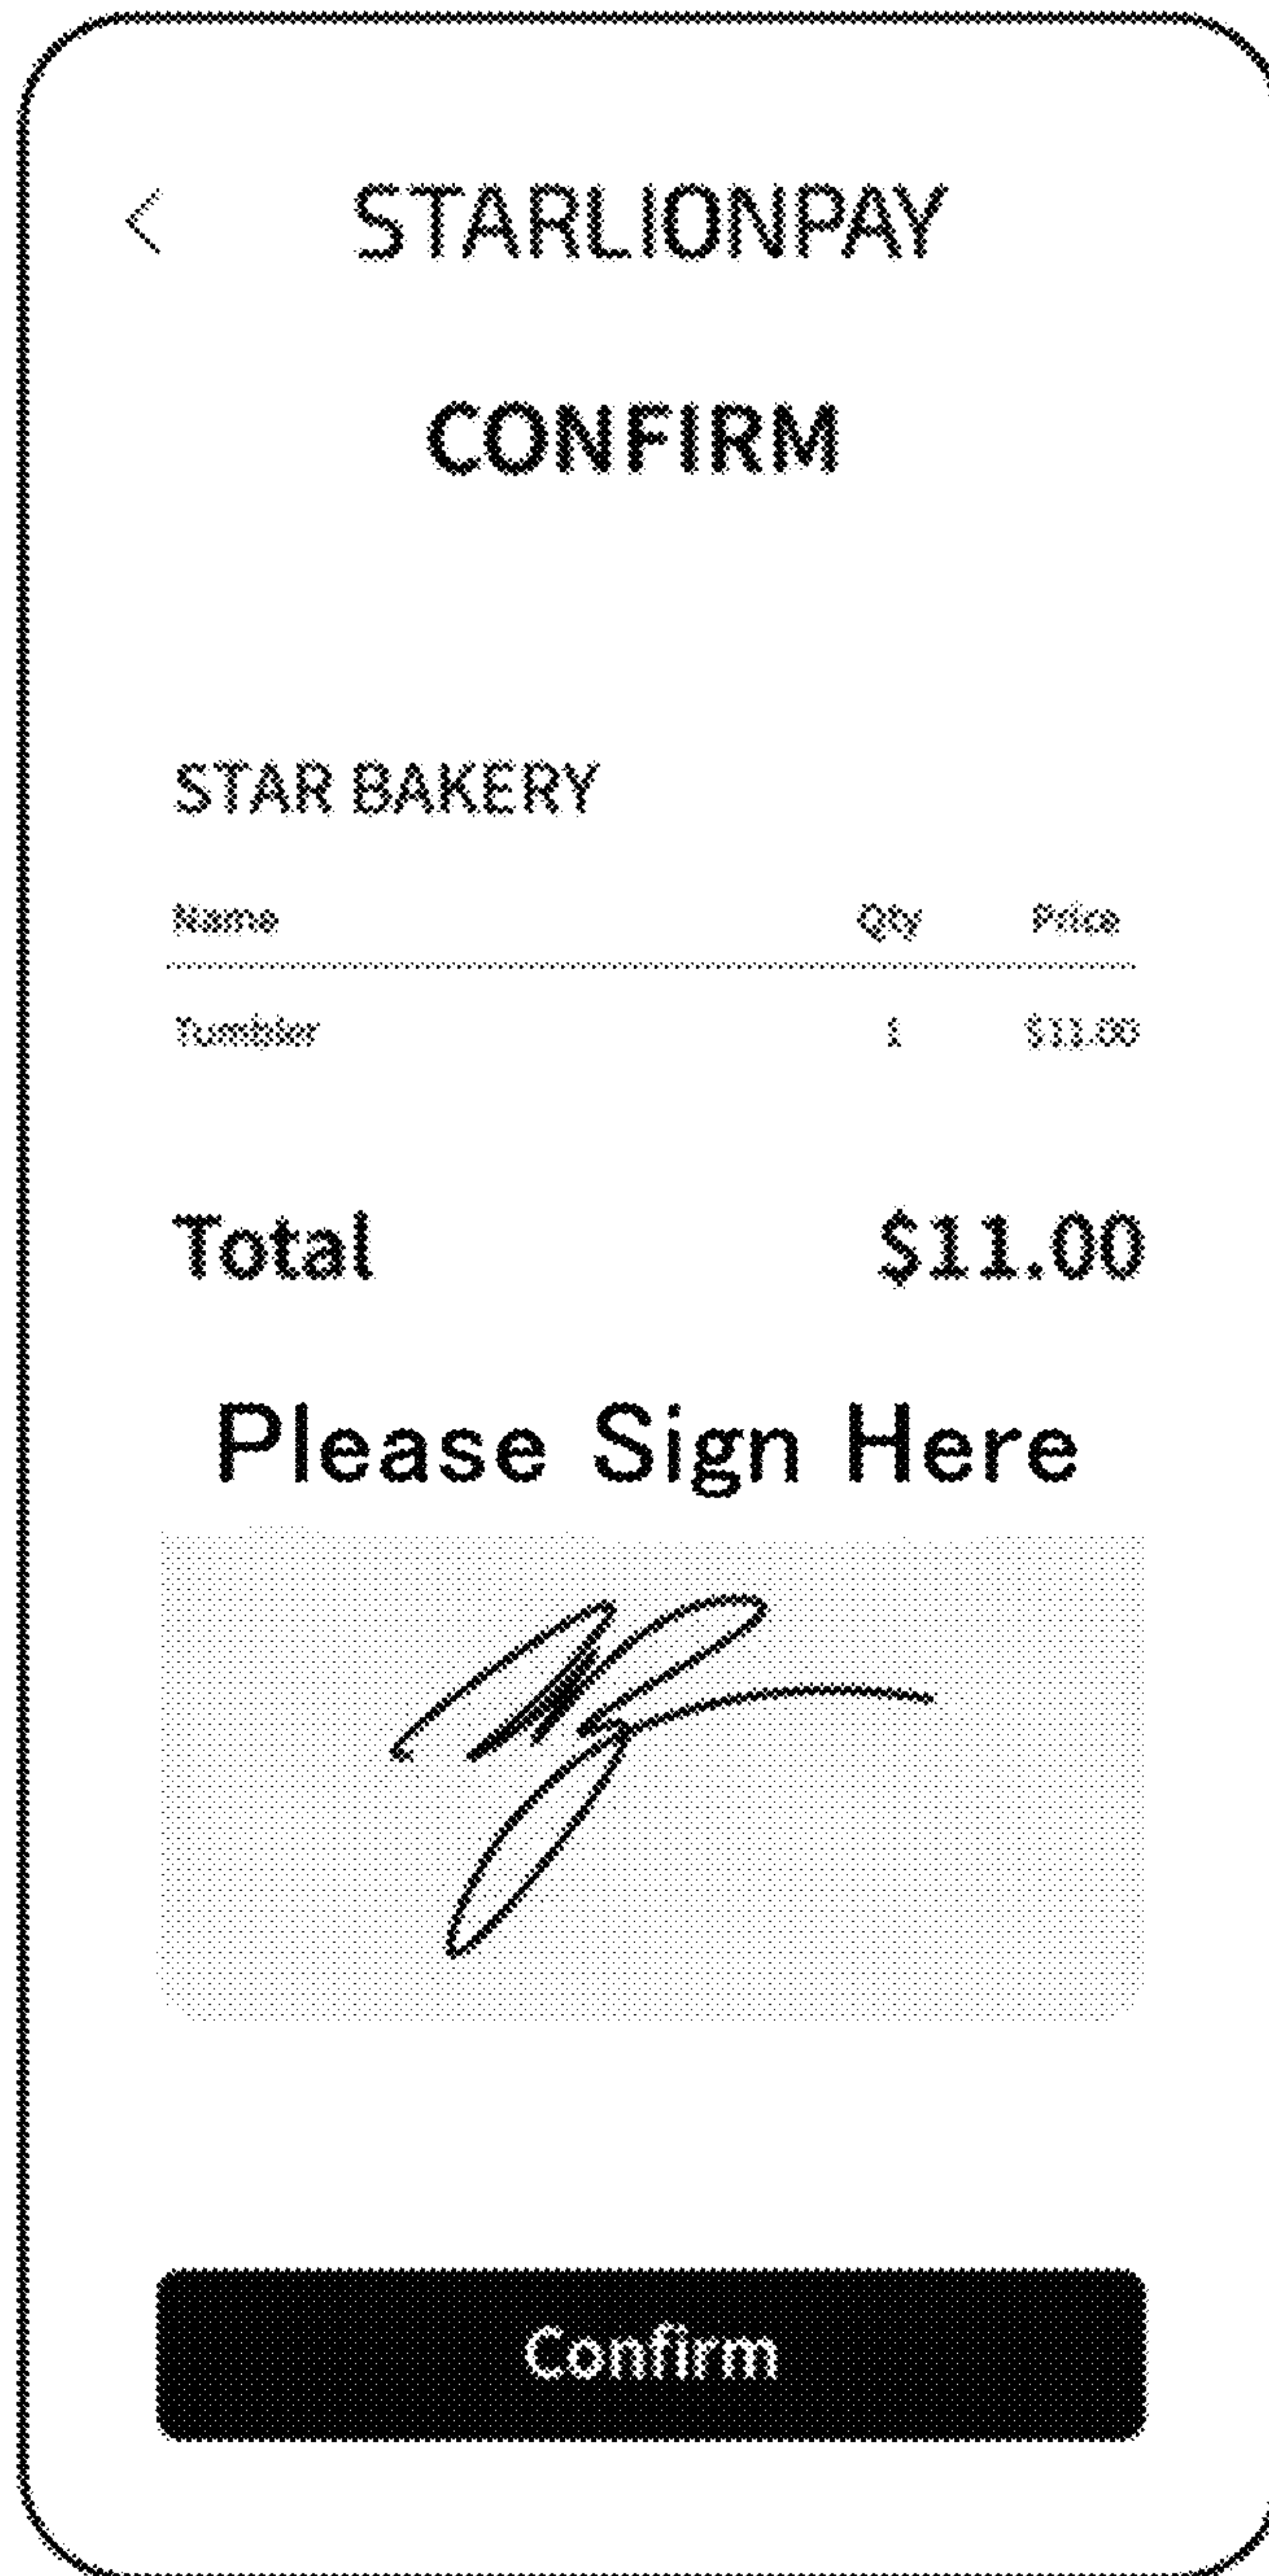 <
STARLIONPAY
CONFIRM
STAR BAKERY
Name Qty Price
Tumbler 1 $11.00
Total $11.00
Please Sign Here
Confirm